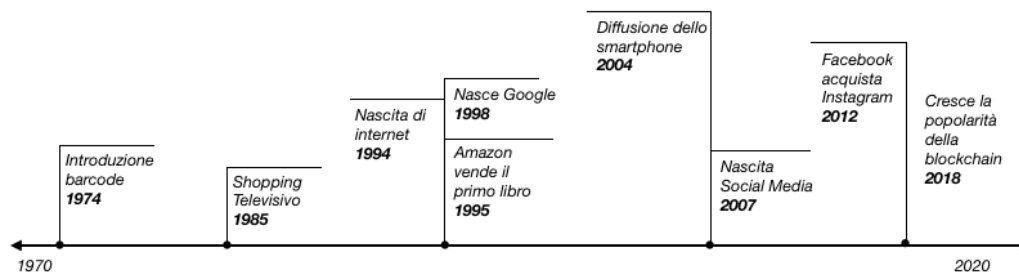 Introduzione
barcode
1974
Shopping
Televisivo
1985
Nascita di
internet
1994
Nasce Google
1998
Amazon
vende il
primo libro
1995
Diffusione dello
smartphone
2004
Nascita
Social Media
2007
Facebook
acquista
Instagram
2012
Cresce la
popolarità
della
blockchain
2018
1970
2020